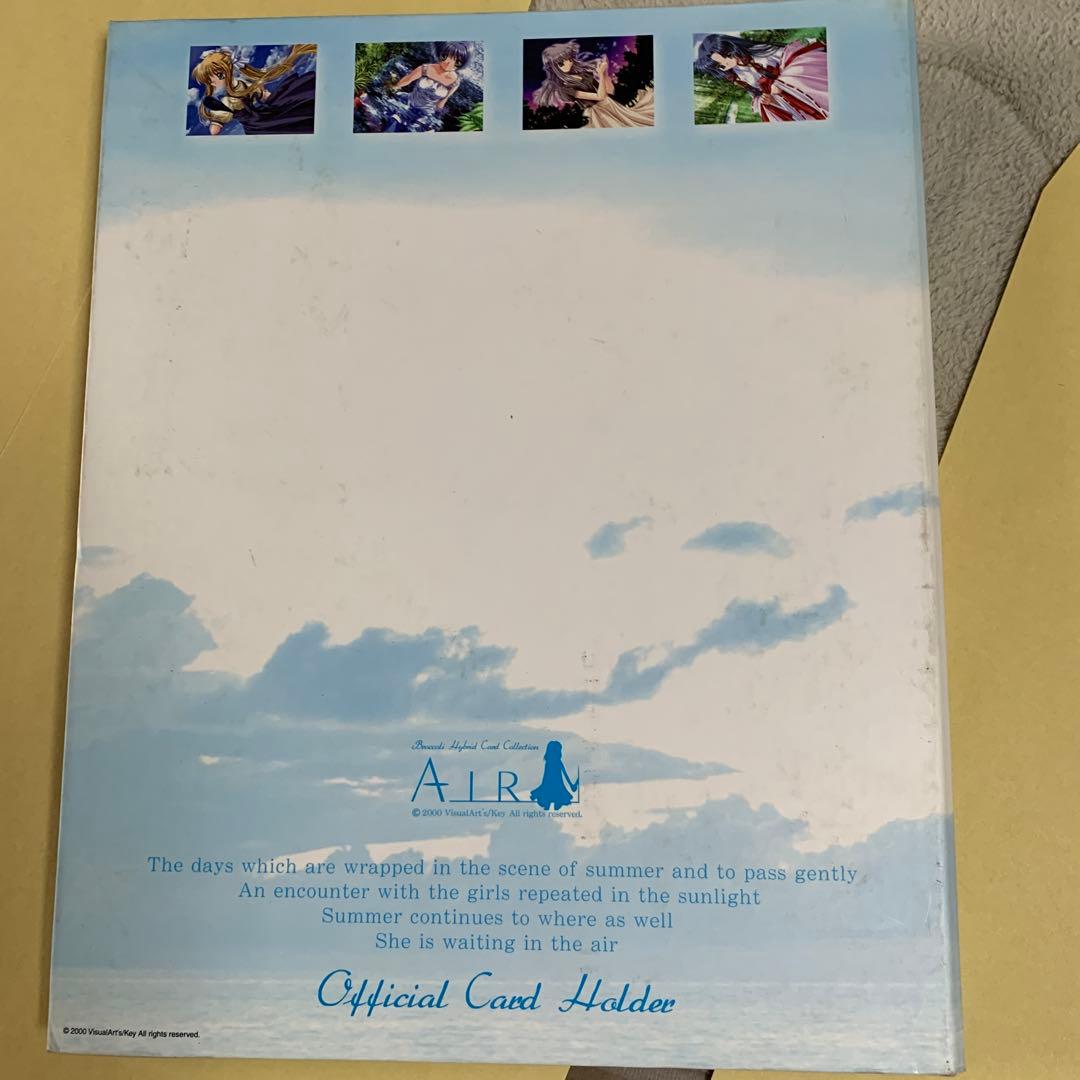 Broccoli Hybrid Card Collection
AIR
© 2000 VisualArt's/Key All rights reserved.
The days which are wrapped in the scene of summer and to pass gently
An encounter with the girls repeated in the sunlight
Summer continues to where as well
She is waiting in the air
Official Card Holder
© 2000 VisualArt's/Key All rights reserved.